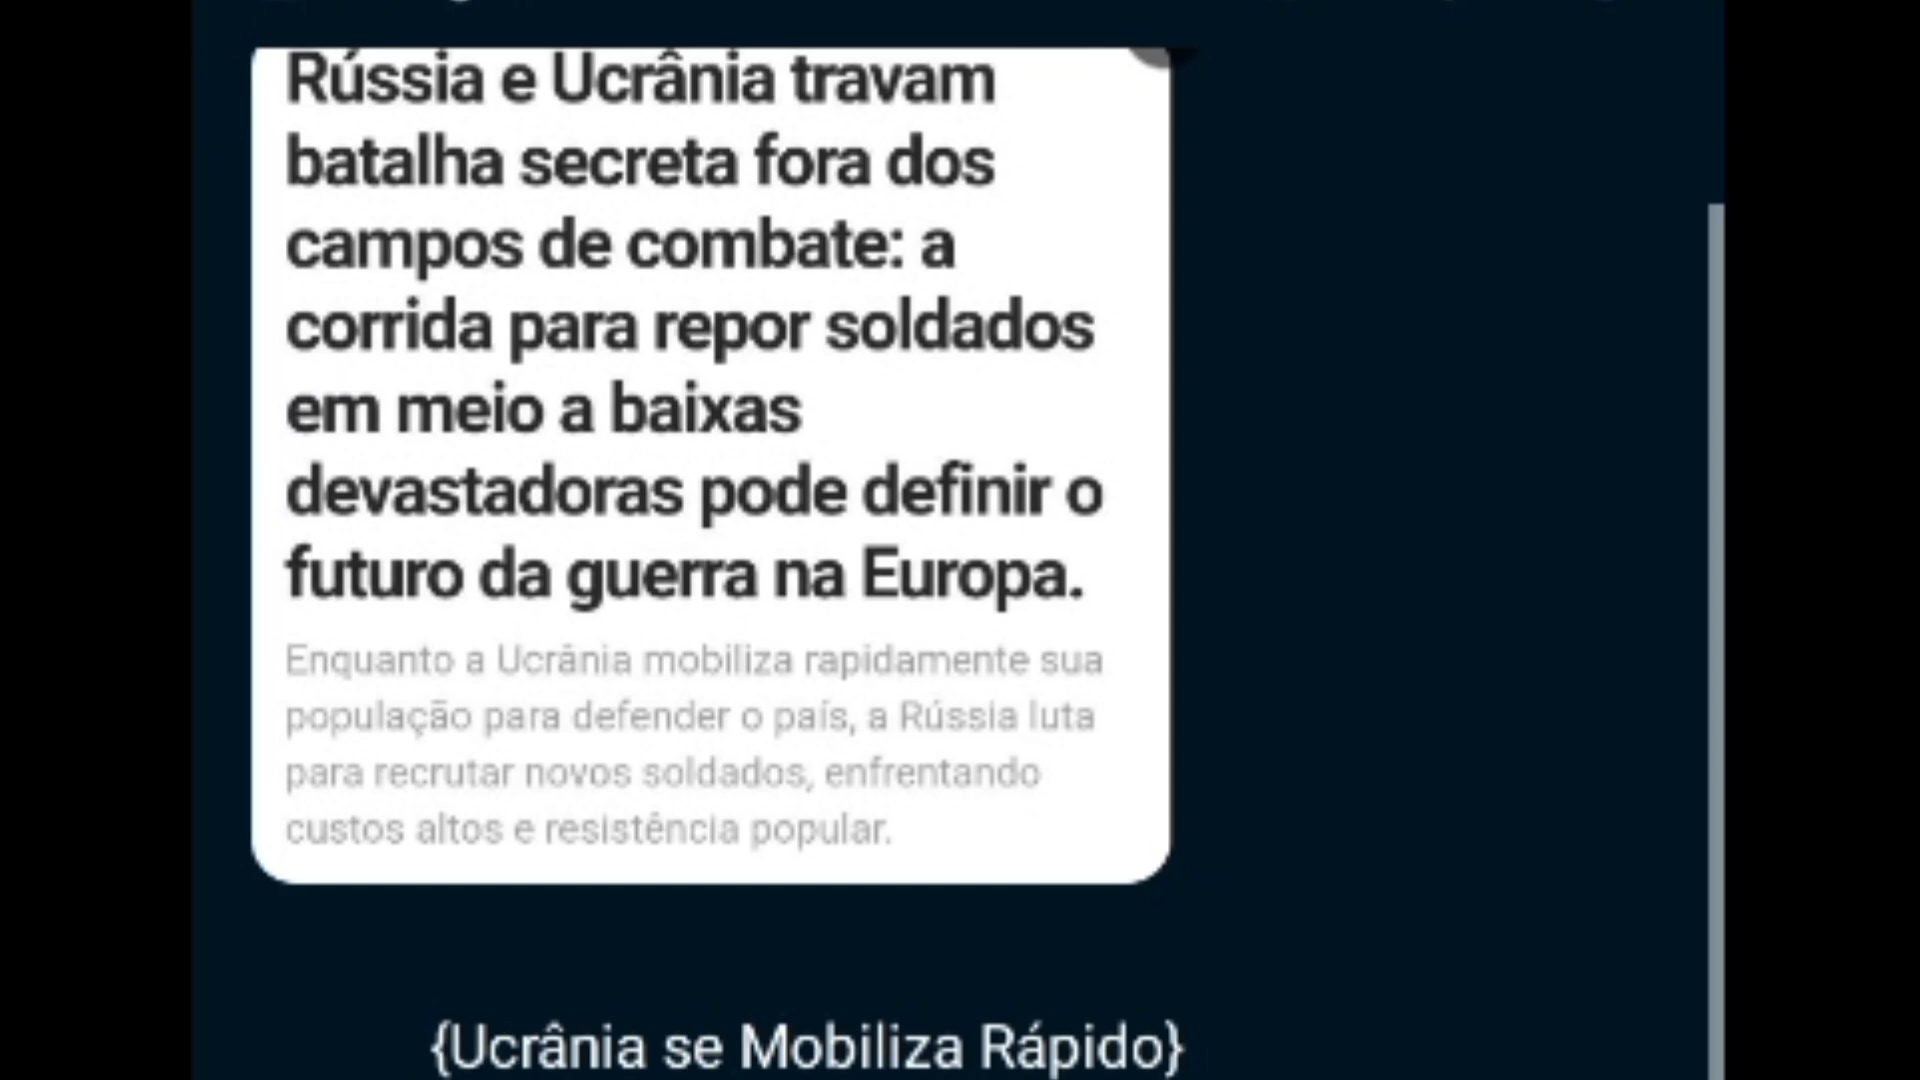 Rússia e Ucrânia travam
batalha secreta fora dos
campos de combate: a
corrida para repor soldados
em meio a baixas
devastadoras pode definir o
futuro da guerra na Europa.
Enquanto a Ucrânia mobiliza rapidamente sua
população para defender o país, a Rússia luta
para recrutar novos soldados, enfrentando
custos altos e resistência popular.
{Ucrânia se Mobiliza Rápido}